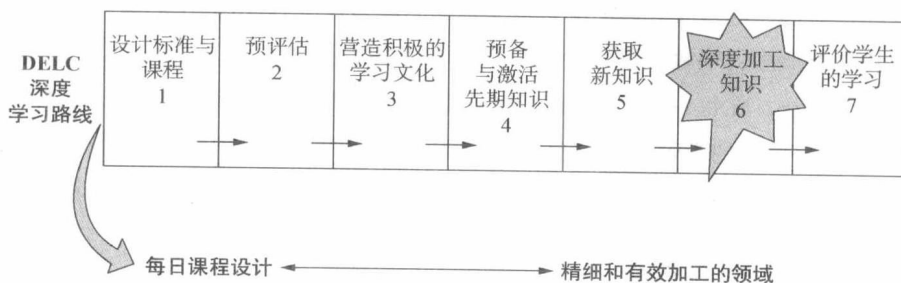 DELC
深度
学习路线
设计标准与
课程
1
预评估
2
营造积极的
学习文化
3
预备
与激活
先期知识
4
获取
新知识
5
深度加工
知识
6
评价学生
的学习
7
每日课程设计
精细和有效加工的领域